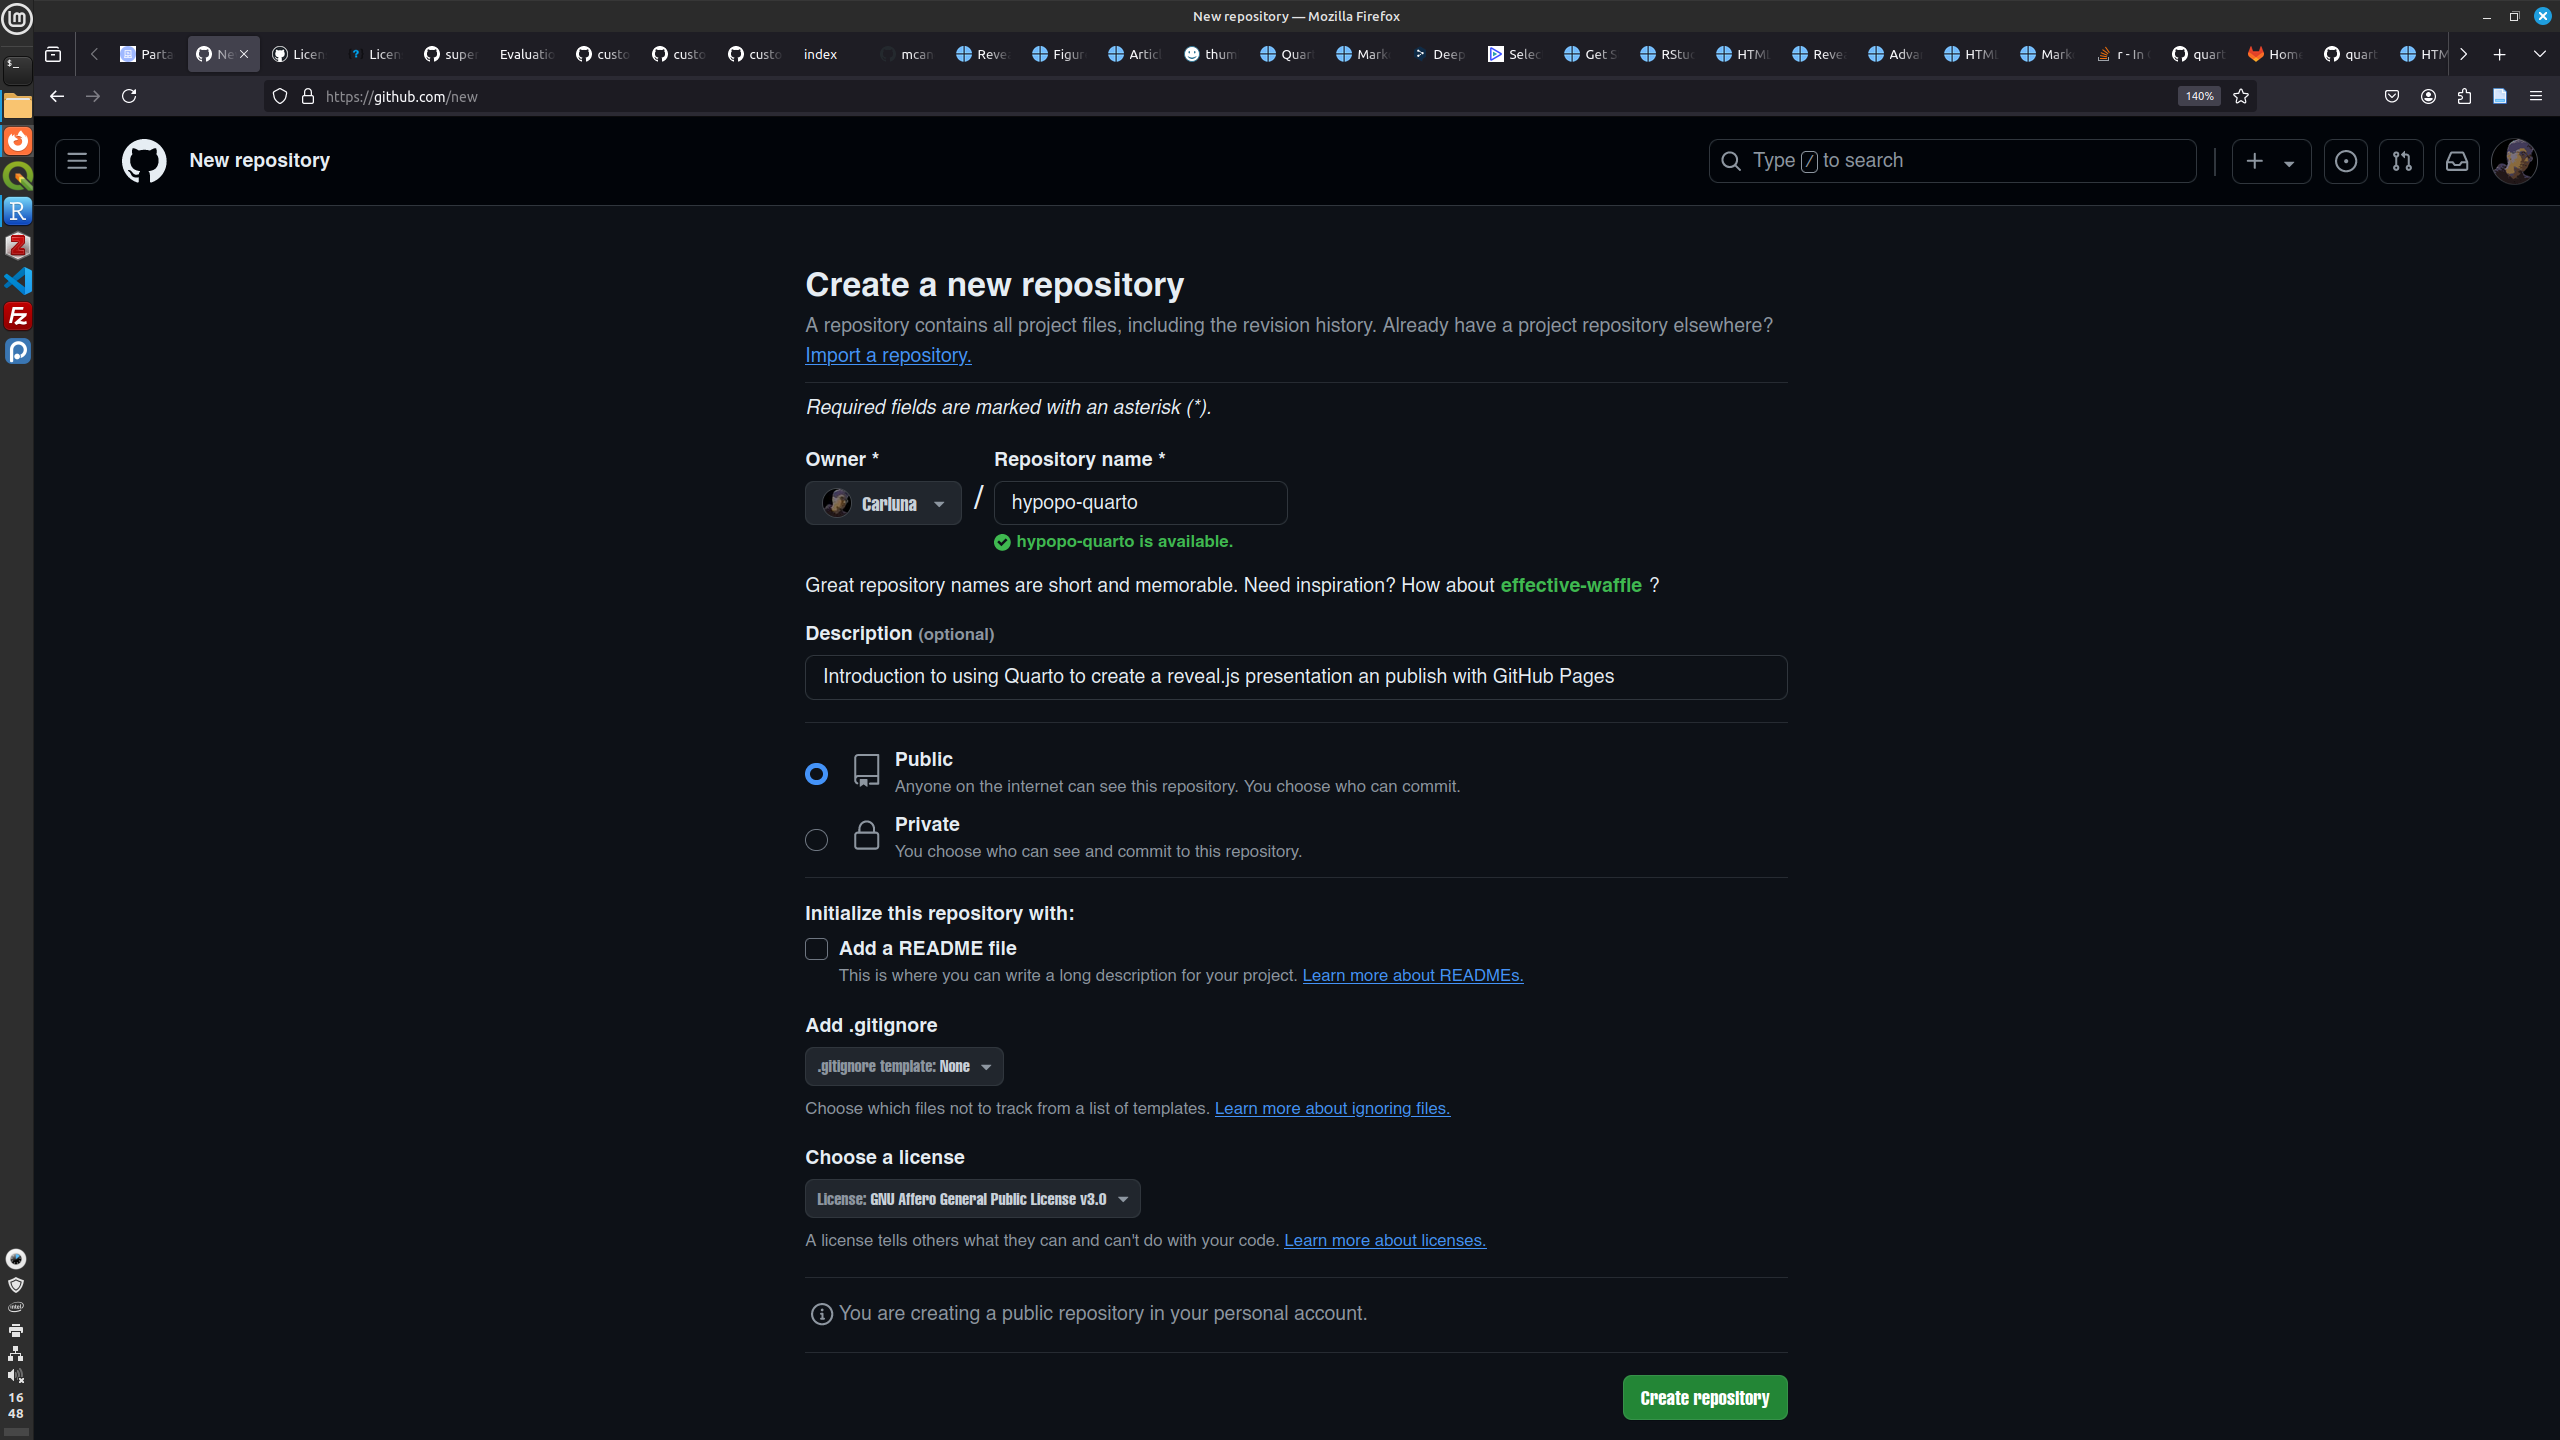 New repository — Mozilla Firefox
Parta
Ne
Licen
Licen
super
Evaluatio
custo
custo
custo
index
mcan
Revea
Figur
Articl
thum
Quart
Marke
Deep
Selec
Get S
RStud
HTML
Revea
Adva
HTML
Mark
r - In
quart
Home
quart
HTM
https://github.com/new
140%
New repository
Type / to search
Create a new repository
A repository contains all project files, including the revision history. Already have a project repository elsewhere?
Import a repository.
Required fields are marked with an asterisk (*).
Owner *
Repository name *
Carluna
/
hypopo-quarto
hypopo-quarto is available.
Great repository names are short and memorable. Need inspiration? How about effective-waffle ?
Description (optional)
Introduction to using Quarto to create a reveal.js presentation an publish with GitHub Pages
Public
Anyone on the internet can see this repository. You choose who can commit.
Private
You choose who can see and commit to this repository.
Initialize this repository with:
Add a README file
This is where you can write a long description for your project. Learn more about READMEs.
Add .gitignore
.gitignore template: None
Choose which files not to track from a list of templates. Learn more about ignoring files.
Choose a license
License: GNU Affero General Public License v3.0
A license tells others what they can and can't do with your code. Learn more about licenses.
You are creating a public repository in your personal account.
Create repository
16
48